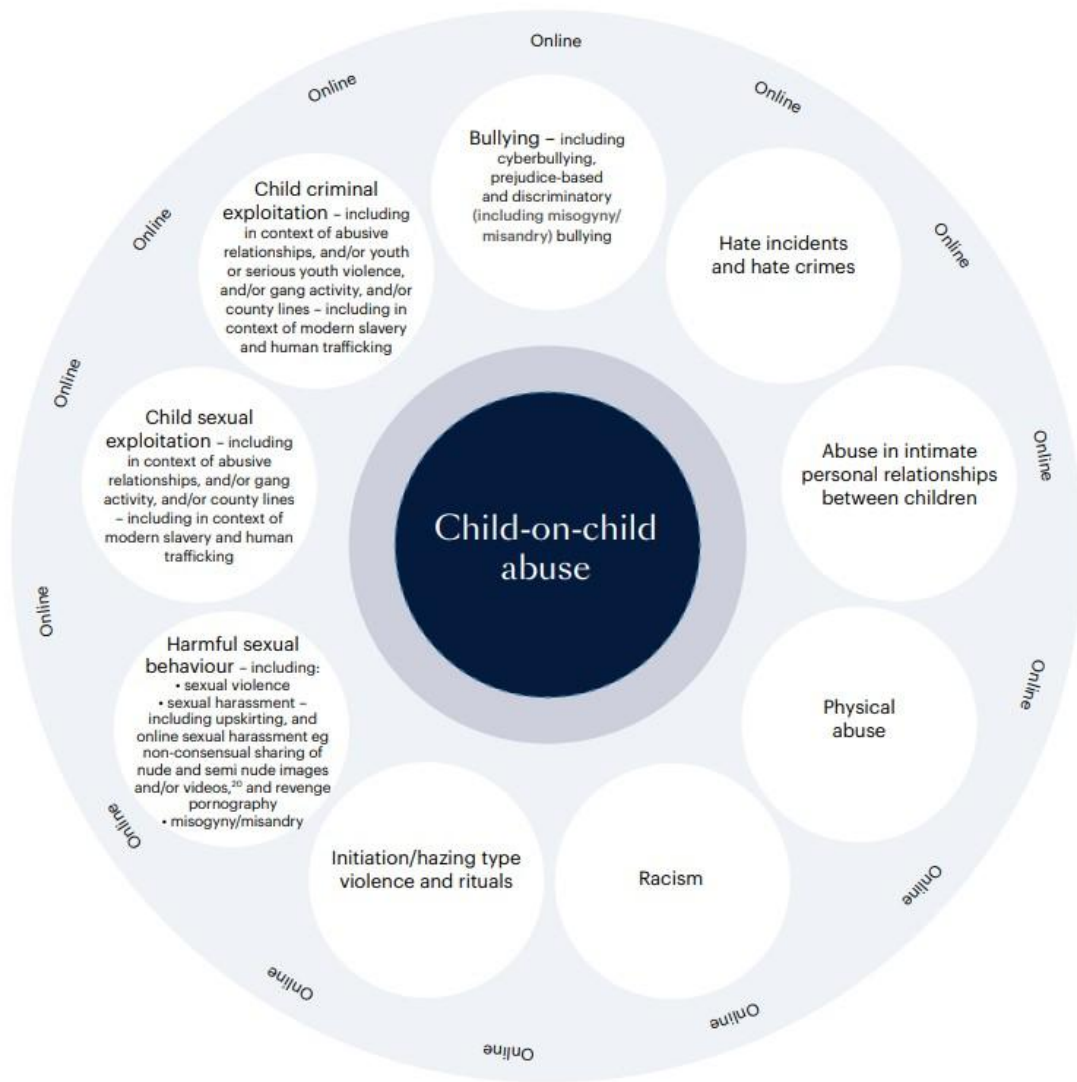 Child-on-child
abuse
Bullying – including
cyberbullying,
prejudice-based
and discriminatory
(including misogyny/
misandry) bullying
Hate incidents
and hate crimes
Abuse in intimate
personal relationships
between children
Physical
abuse
Racism
Initiation/hazing type
violence and rituals
Harmful sexual
behaviour – including:
• sexual violence
• sexual harassment –
including upskirting, and
online sexual harassment eg
non-consensual sharing of
nude and semi nude images
and/or videos,²⁰ and revenge
pornography
• misogyny/misandry
Child sexual
exploitation – including
in context of abusive
relationships, and/or gang
activity, and/or county lines
– including in context of
modern slavery and human
trafficking
Child criminal
exploitation – including
in context of abusive
relationships, and/or youth
or serious youth violence,
and/or gang activity, and/or
county lines – including in
context of modern slavery
and human trafficking
Online
Online
Online
Online
Online
Online
Online
Online
Online
Online
Online
Online
Online
Online